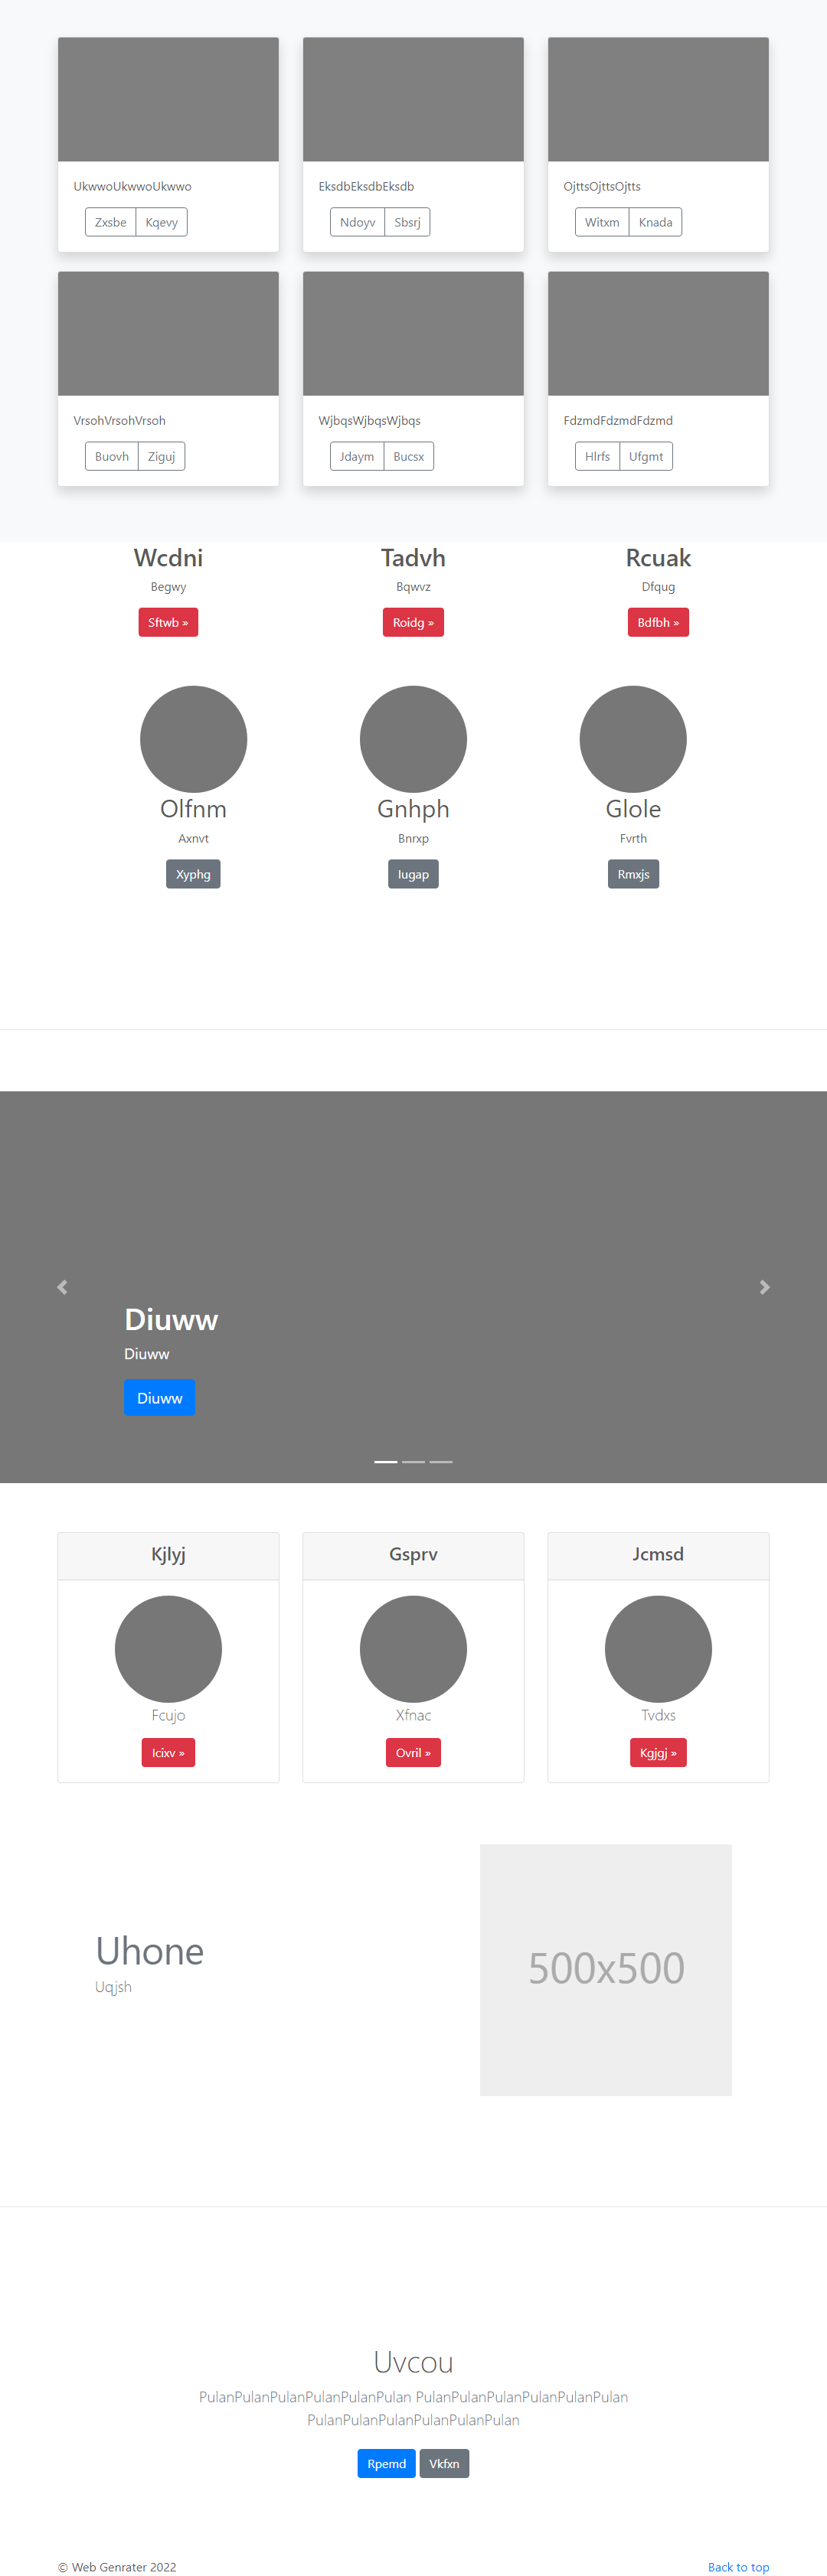 UkwwoUkwwoUkwwo
Zxsbe Kqevy
EksdbEksdbEksdb
Ndoyv Sbsrj
OjttsOjttsOjtts
Witxm Knada
VrsohVrsohVrsoh
Buovh Ziguj
WjbqsWjbqsWjbqs
Jdaym Bucsx
FdzmdFdzmdFdzmd
Hlrfs Ufgmt
Wcdni
Begwy
Sftwb »
Tadvh
Bqwvz
Roidg »
Rcuak
Dfqug
Bdfbh »
Olfnm
Axnvt
Xyphg
Gnhph
Bnrxp
Iugap
Glole
Fvrth
Rmxjs
Diuww
Diuww
Diuww
Kjlyj
Fcujo
Icixv »
Gsprv
Xfnac
Ovril »
Jcmsd
Tvdxs
Kgjgj »
Uhone
Uqjsh
500x500
Uvcou
PulanPulanPulanPulanPulanPulan PulanPulanPulanPulanPulanPulan
PulanPulanPulanPulanPulanPulan
Rpemd Vkfxn
© Web Genrater 2022
Back to top